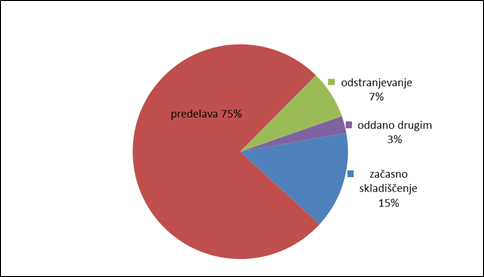 predelava 75%
odstranjevanje
7%
oddano drugim
3%
začasno
skladiščenje
15%